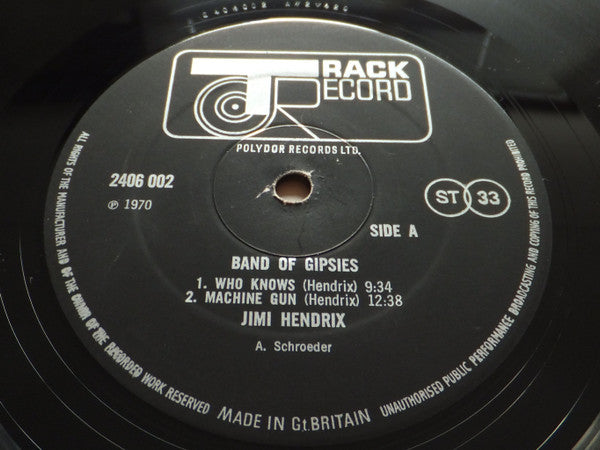 TRACK
RECORD
POLYDOR RECORDS LTD.
2406 002
℗ 1970
ST 33
SIDE A
BAND OF GIPSIES
1. WHO KNOWS (Hendrix) 9:34
2. MACHINE GUN (Hendrix) 12:38
JIMI HENDRIX
A. Schroeder
ALL RIGHTS OF THE MANUFACTURER AND OF THE OWNER OF THE RECORDED WORK RESERVED
MADE IN Gt.BRITAIN
UNAUTHORISED PUBLIC PERFORMANCE BROADCASTING AND COPYING OF THIS RECORD PROHIBITED